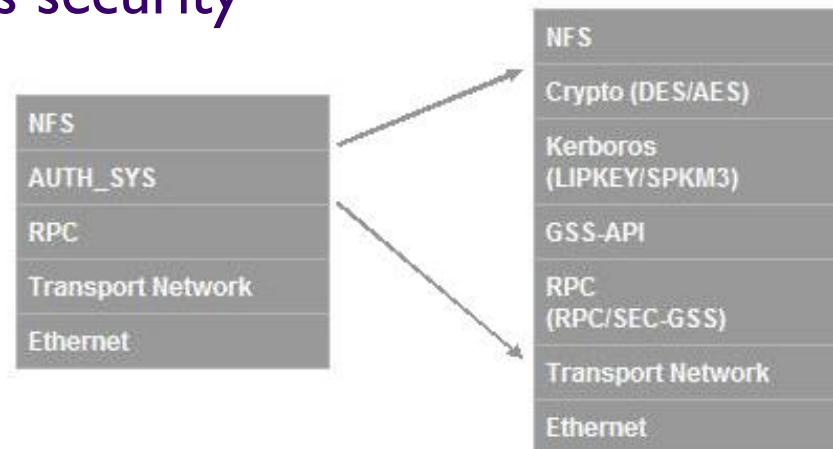 s security
NFS
AUTH_SYS
RPC
Transport Network
Ethernet
NFS
Crypto (DES/AES)
Kerboros
(LIPKEY/SPKM3)
GSS-API
RPC
(RPC/SEC-GSS)
Transport Network
Ethernet